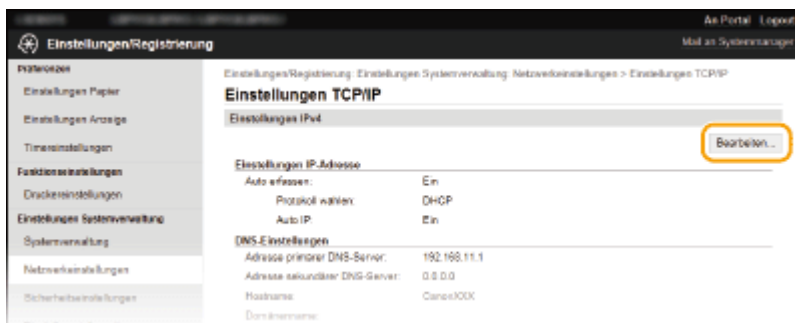 An Portal Logout
Einstellungen/Registrierung
Mail an Systemmanager
Präferenzen
Einstellungen Papier
Einstellungen Anzeige
Timereinstellungen
Funktionseinstellungen
Druckereinstellungen
Einstellungen Systemverwaltung
Systemverwaltung
Netzwerkeinstellungen
Sicherheitseinstellungen
Einstellungen/Registrierung: Einstellungen Systemverwaltung: Netzwerkeinstellungen > Einstellungen TCP/IP
Einstellungen TCP/IP
Einstellungen IPv4
Bearbeiten...
Einstellungen IP-Adresse
Auto erfassen: Ein
Protokoll wählen: DHCP
Auto IP: Ein
DNS-Einstellungen
Adresse primärer DNS-Server: 192.168.11.1
Adresse sekundärer DNS-Server: 0.0.0.0
Hostname: CanonXXX
Domänenname: